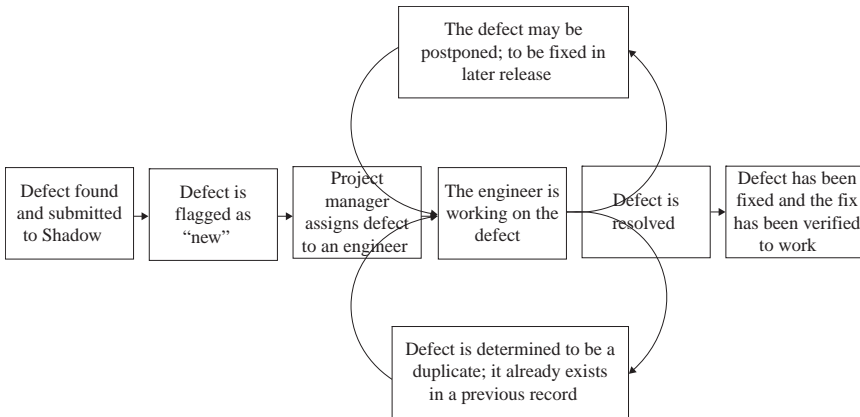 The defect may be
postponed; to be fixed in
later release
Defect found
and submitted
to Shadow
Defect is
flagged as
“new”
Project
manager
assigns defect
to an engineer
The engineer is
working on the
defect
Defect is
resolved
Defect has been
fixed and the fix
has been verified
to work
Defect is determined to be a
duplicate; it already exists
in a previous record